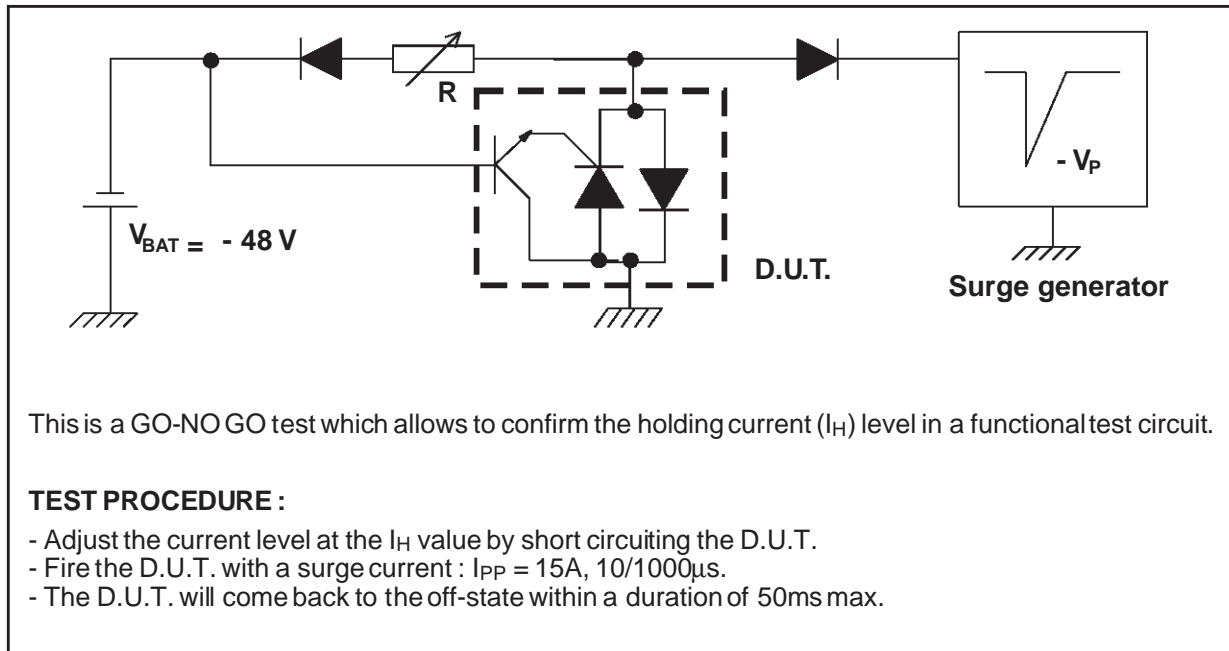 R
- VP
VBAT = - 48 V
D.U.T.
Surge generator
This is a GO-NO GO test which allows to confirm the holding current (IH) level in a functional test circuit.
TEST PROCEDURE :
- Adjust the current level at the IH value by short circuiting the D.U.T.
- Fire the D.U.T. with a surge current : IPP = 15A, 10/1000μs.
- The D.U.T. will come back to the off-state within a duration of 50ms max.